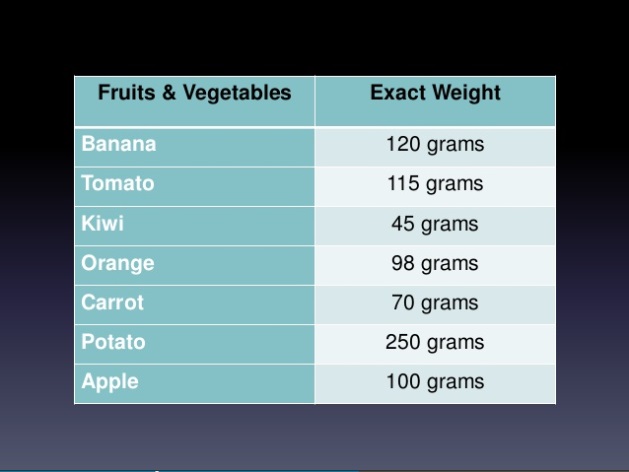 Fruits & Vegetables Exact Weight
Banana 120 grams
Tomato 115 grams
Kiwi 45 grams
Orange 98 grams
Carrot 70 grams
Potato 250 grams
Apple 100 grams